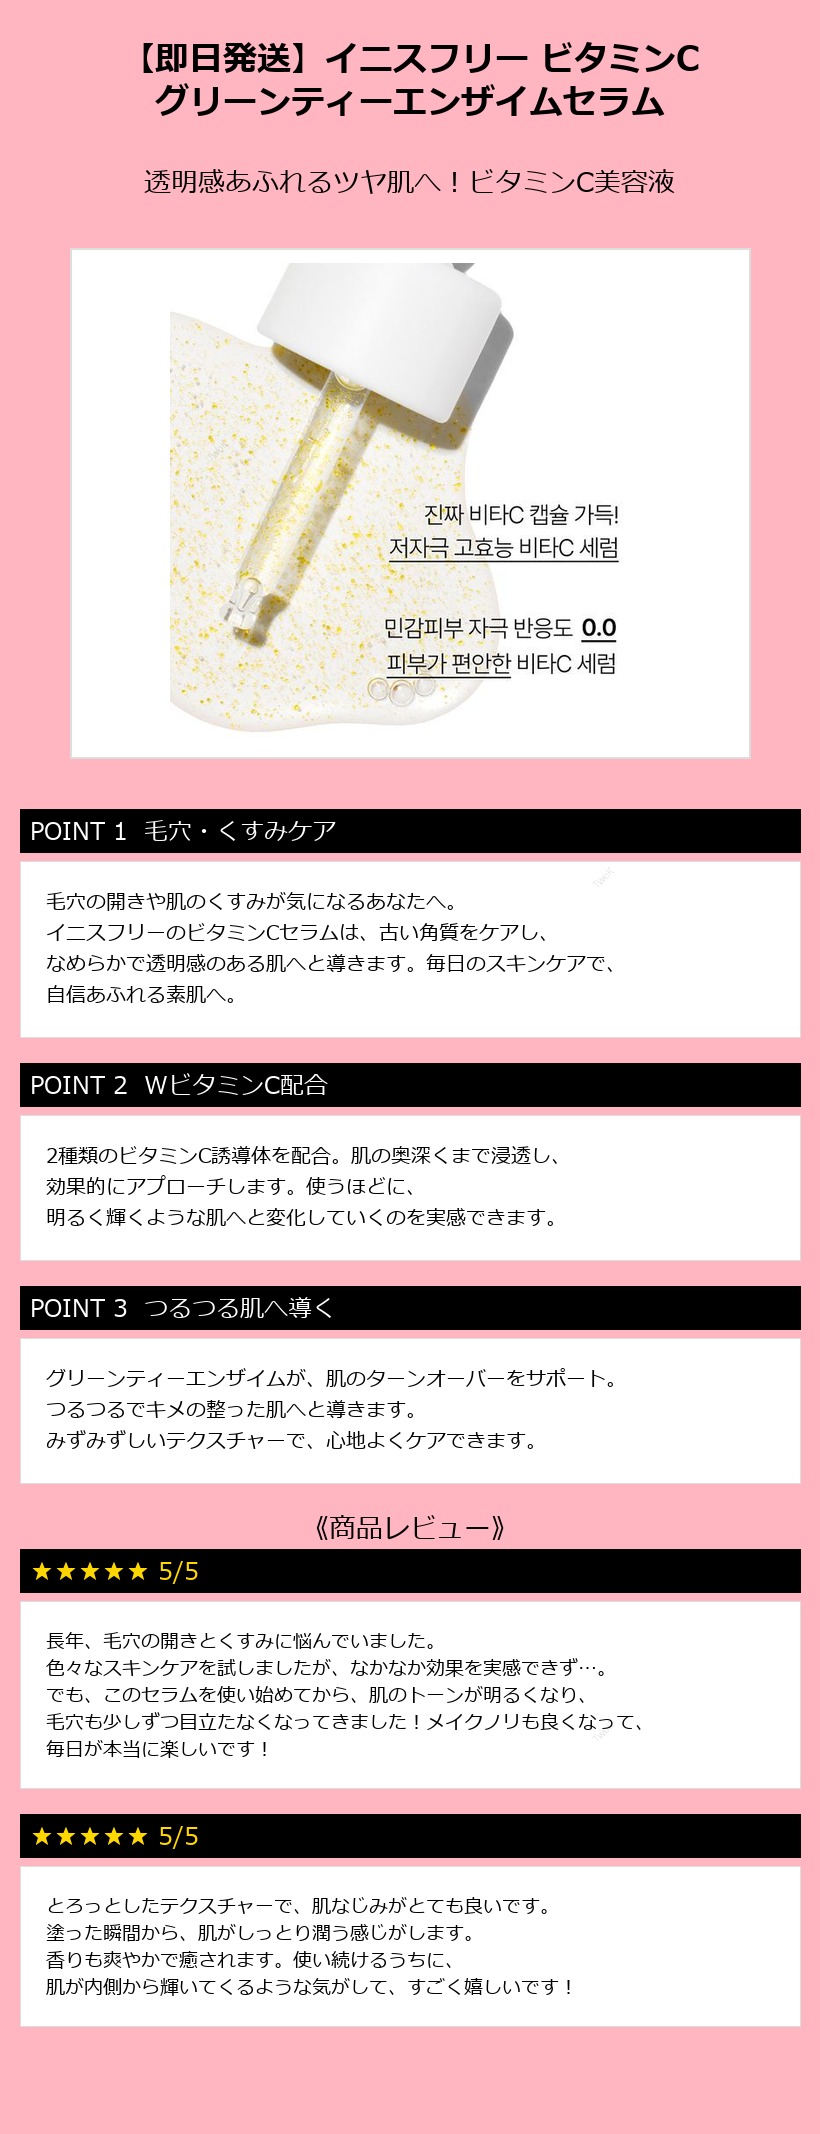 【即日発送】イニスフリー ビタミンC
グリーンティーエンザイムセラム
透明感あふれるツヤ肌へ！ビタミンC美容液
진짜 비타C 캡슐 가득!
저자극 고효능 비타C 세럼
민감피부 자극 반응도 0.0
피부가 편안한 비타C 세럼
POINT 1 毛穴・くすみケア
毛穴の開きや肌のくすみが気になるあなたへ。
イニスフリーのビタミンCセラムは、古い角質をケアし、
なめらかで透明感のある肌へと導きます。毎日のスキンケアで、
自信あふれる素肌へ。
POINT 2 WビタミンC配合
2種類のビタミンC誘導体を配合。肌の奥深くまで浸透し、
効果的にアプローチします。使うほどに、
明るく輝くような肌へと変化していくのを実感できます。
POINT 3 つるつる肌へ導く
グリーンティーエンザイムが、肌のターンオーバーをサポート。
つるつるでキメの整った肌へと導きます。
みずみずしいテクスチャーで、心地よくケアできます。
《商品レビュー》
★★★★★ 5/5
長年、毛穴の開きとくすみに悩んでいました。
色々なスキンケアを試しましたが、なかなか効果を実感できず…。
でも、このセラムを使い始めてから、肌のトーンが明るくなり、
毛穴も少しずつ目立たなくなってきました！メイクノリも良くなって、
毎日が本当に楽しいです！
★★★★★ 5/5
とろっとしたテクスチャーで、肌なじみがとても良いです。
塗った瞬間から、肌がしっとり潤う感じがします。
香りも爽やかで癒されます。使い続けるうちに、
肌が内側から輝いてくるような気がして、すごく嬉しいです！